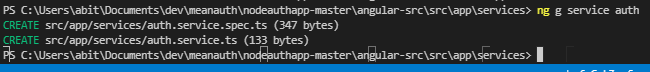 PS C:\Users\abit\Documents\dev\meanauth\nodeauthapp-master\angular-src\src\app\services> ng g service auth
CREATE src/app/services/auth.service.spec.ts (347 bytes)
CREATE src/app/services/auth.service.ts (133 bytes)
PS C:\Users\abit\Documents\dev\meanauth\nodeauthapp-master\angular-src\src\app\services>